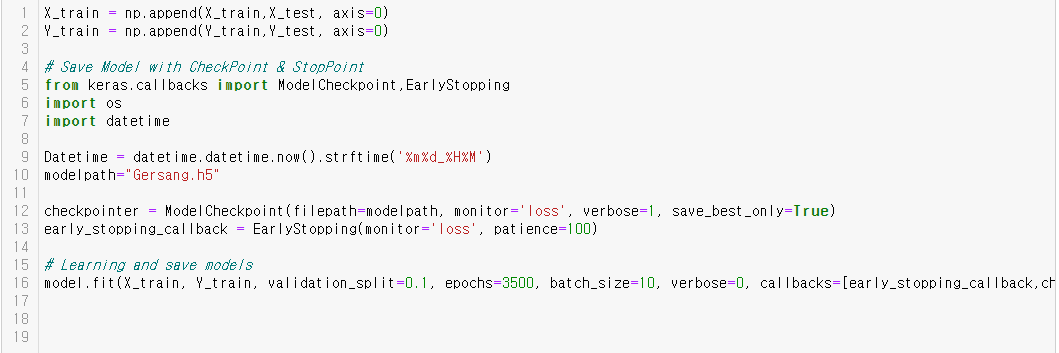 1 X_train = np.append(X_train,X_test, axis=0)
2 Y_train = np.append(Y_train,Y_test, axis=0)
3
4 # Save Model with CheckPoint & StopPoint
5 from keras.callbacks import ModelCheckpoint,EarlyStopping
6 import os
7 import datetime
8
9 Datetime = datetime.datetime.now().strftime('%m%d_%H%M')
10 modelpath="Gersang.h5"
11
12 checkpointer = ModelCheckpoint(filepath=modelpath, monitor='loss', verbose=1, save_best_only=True)
13 early_stopping_callback = EarlyStopping(monitor='loss', patience=100)
14
15 # Learning and save models
16 model.fit(X_train, Y_train, validation_split=0.1, epochs=3500, batch_size=10, verbose=0, callbacks=[early_stopping_callback,ch
17
18
19